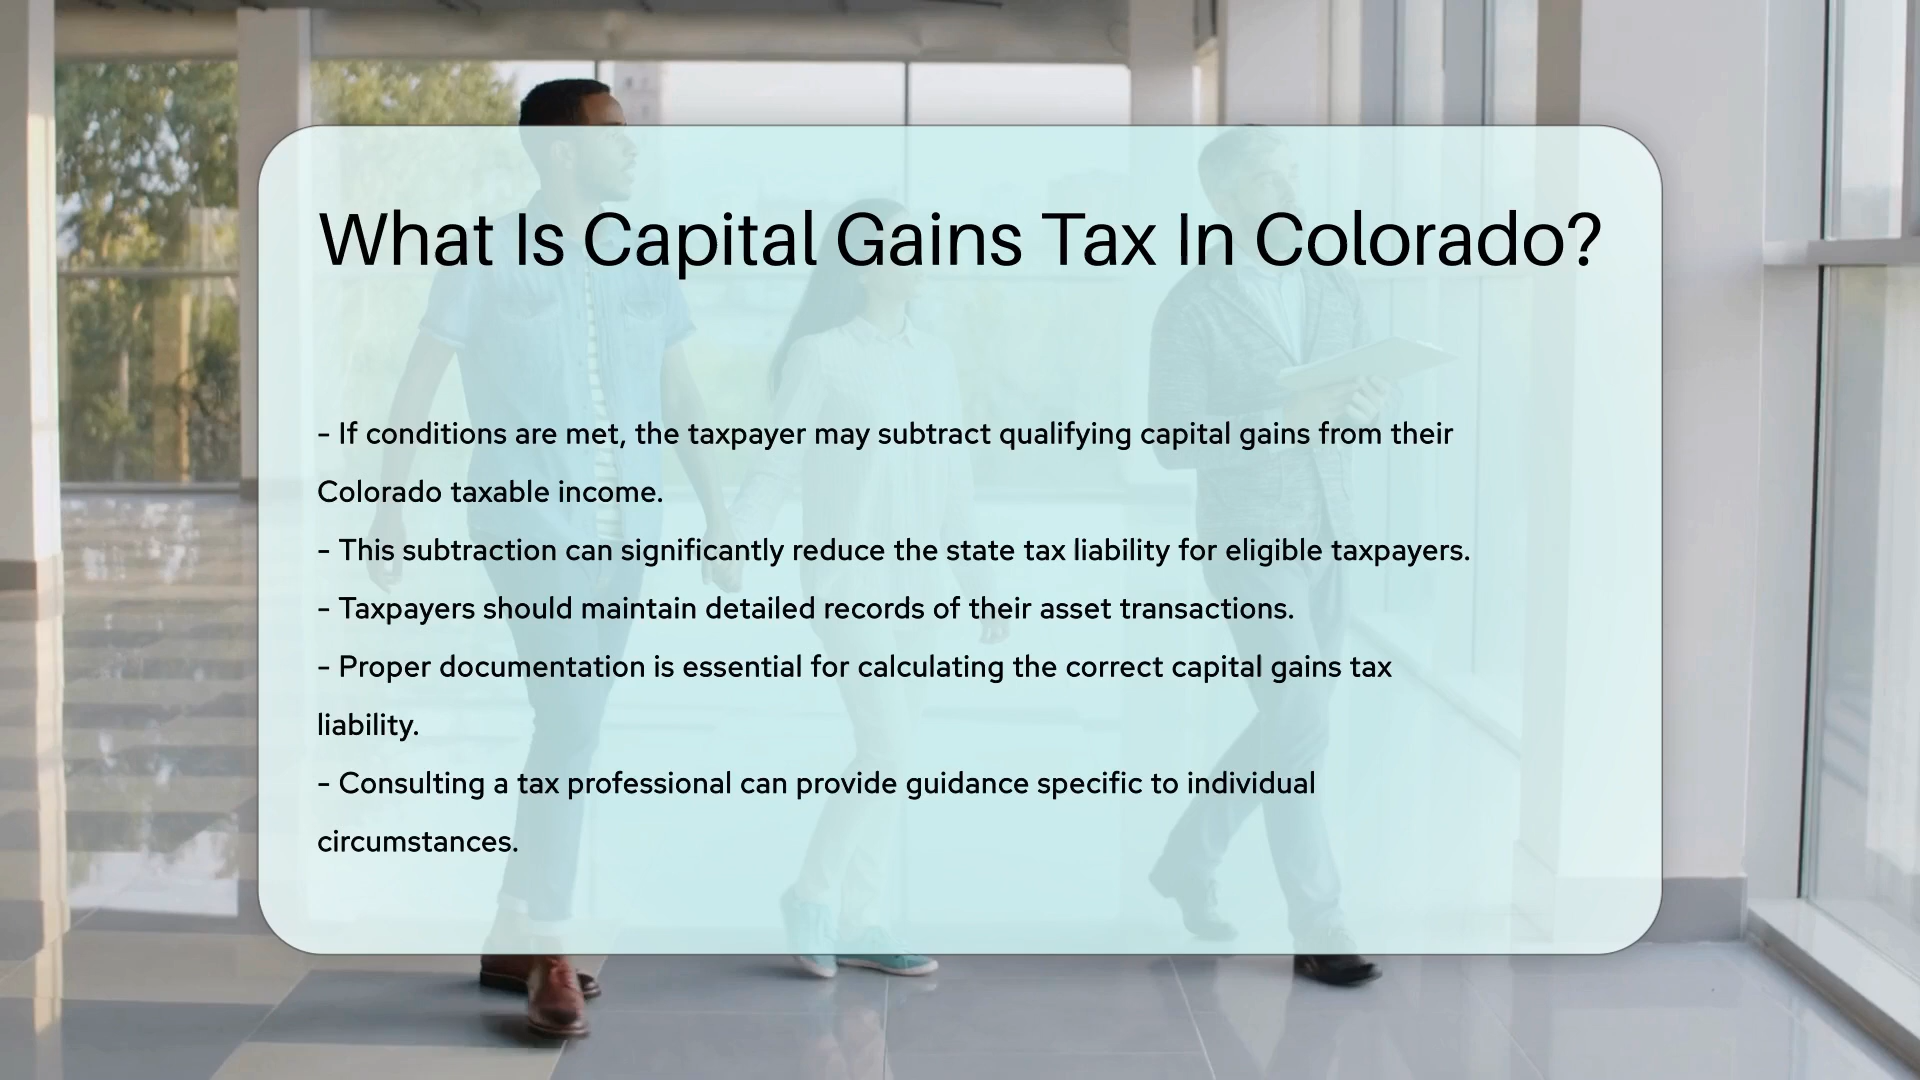 What Is Capital Gains Tax In Colorado?
- If conditions are met, the taxpayer may subtract qualifying capital gains from their
Colorado taxable income.
- This subtraction can significantly reduce the state tax liability for eligible taxpayers.
- Taxpayers should maintain detailed records of their asset transactions.
- Proper documentation is essential for calculating the correct capital gains tax
liability.
- Consulting a tax professional can provide guidance specific to individual
circumstances.